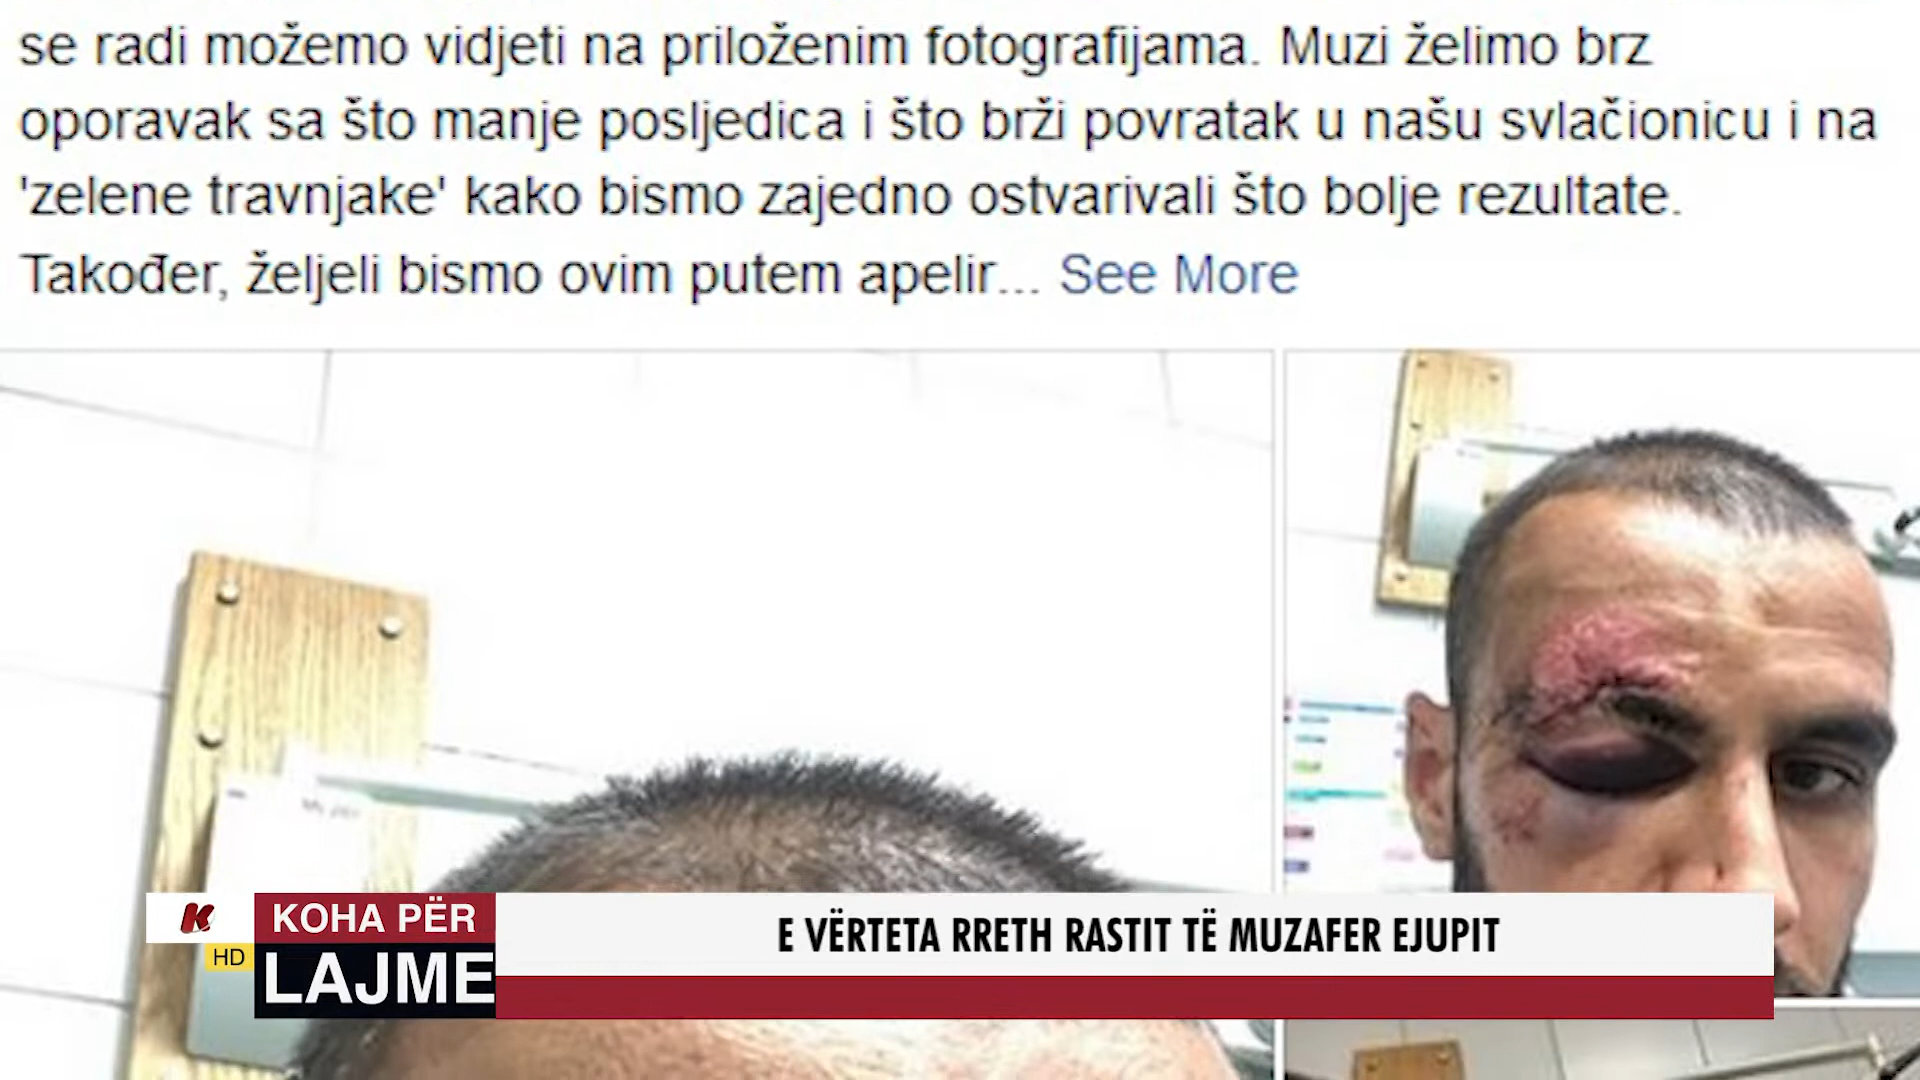 se radi možemo vidjeti na priloženim fotografijama. Muzi želimo brz
oporavak sa što manje posljedica i što brži povratak u našu svlačionicu i na
'zelene travnjake' kako bismo zajedno ostvarivali što bolje rezultate.
Također, željeli bismo ovim putem apelir... See More
K
HD
KOHA PËR
LAJME
E VËRTETA RRETH RASTIT TË MUZAFER EJUPIT